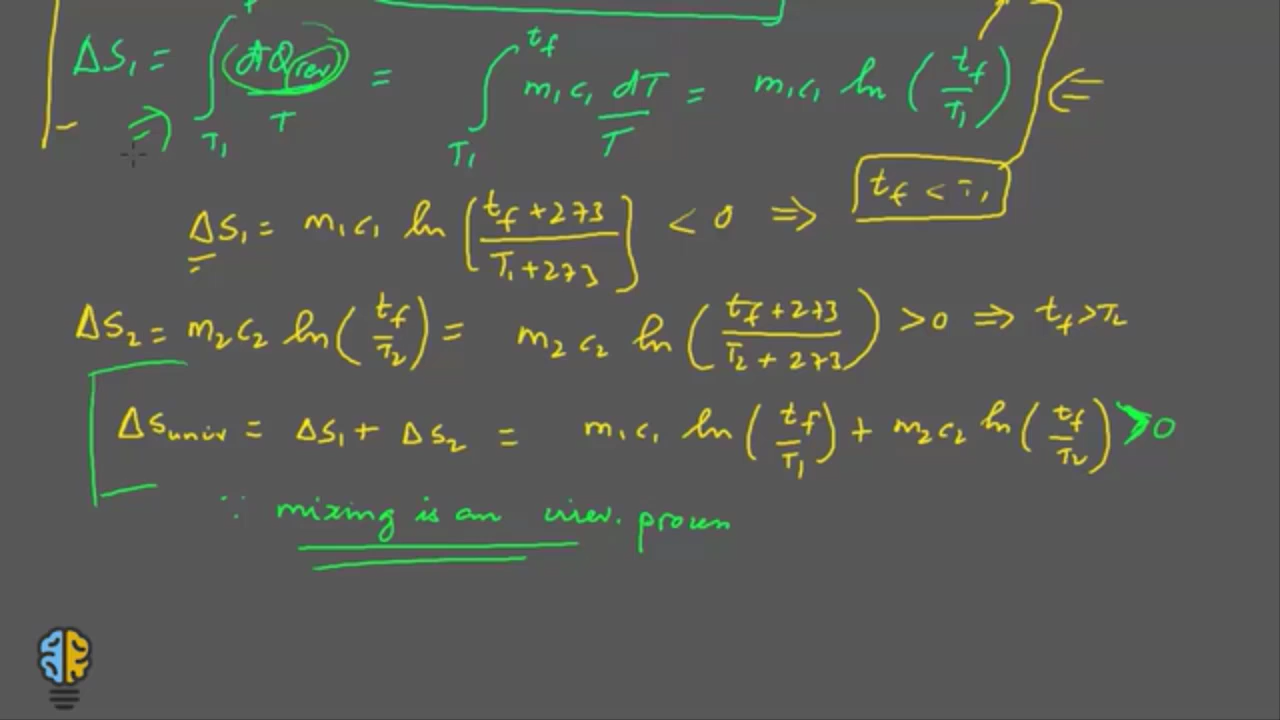 ΔS₁ = ∫_{T₁}^{t_f} đQ_rev / T = ∫_{T₁}^{t_f} m₁c₁ dT/T = m₁c₁ ln (t_f/T₁) ⇐
⇒
t_f < T₁
ΔS₁ = m₁c₁ ln [(t_f + 273)/(T₁ + 273)] < 0 ⇒
ΔS₂ = m₂c₂ ln (t_f/T₂) = m₂c₂ ln ((t_f + 273)/(T₂ + 273)) > 0 ⇒ t_f > T₂
ΔS_univ = ΔS₁ + ΔS₂ = m₁c₁ ln (t_f/T₁) + m₂c₂ ln (t_f/T₂) > 0
∵ mixing is an irrev. process